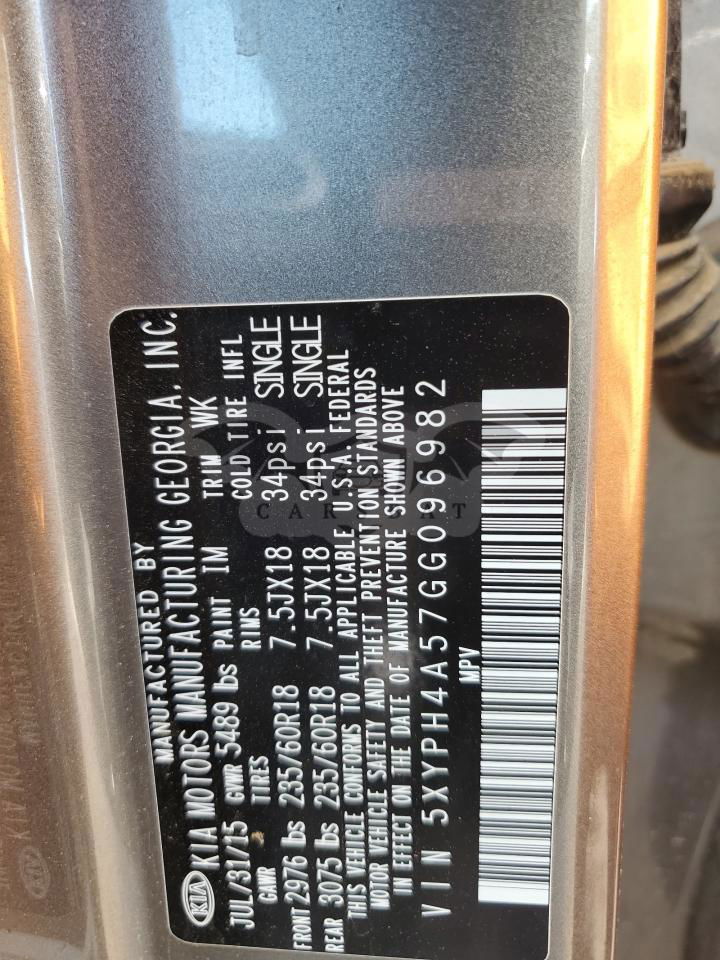 MANUFACTURED BY
KIA KIA MOTORS MANUFACTURING GEORGIA, INC.
JUL/31/15 GWWR 5489 lbs PAINT IM TRIM WK
GAWR TIRES RIMS COLD TIRE INFL
FRONT 2976 lbs 235/60R18 7.5JX18 34psi SINGLE
REAR 3075 lbs 235/60R18 7.5JX18 34psi SINGLE
THIS VEHICLE CONFORMS TO ALL APPLICABLE U.S.A. FEDERAL
MOTOR VEHICLE SAFETY AND THEFT PREVENTION STANDARDS
IN EFFECT ON THE DATE OF MANUFACTURE SHOWN ABOVE
VIN 5XYPH4A57GG096982
MPV